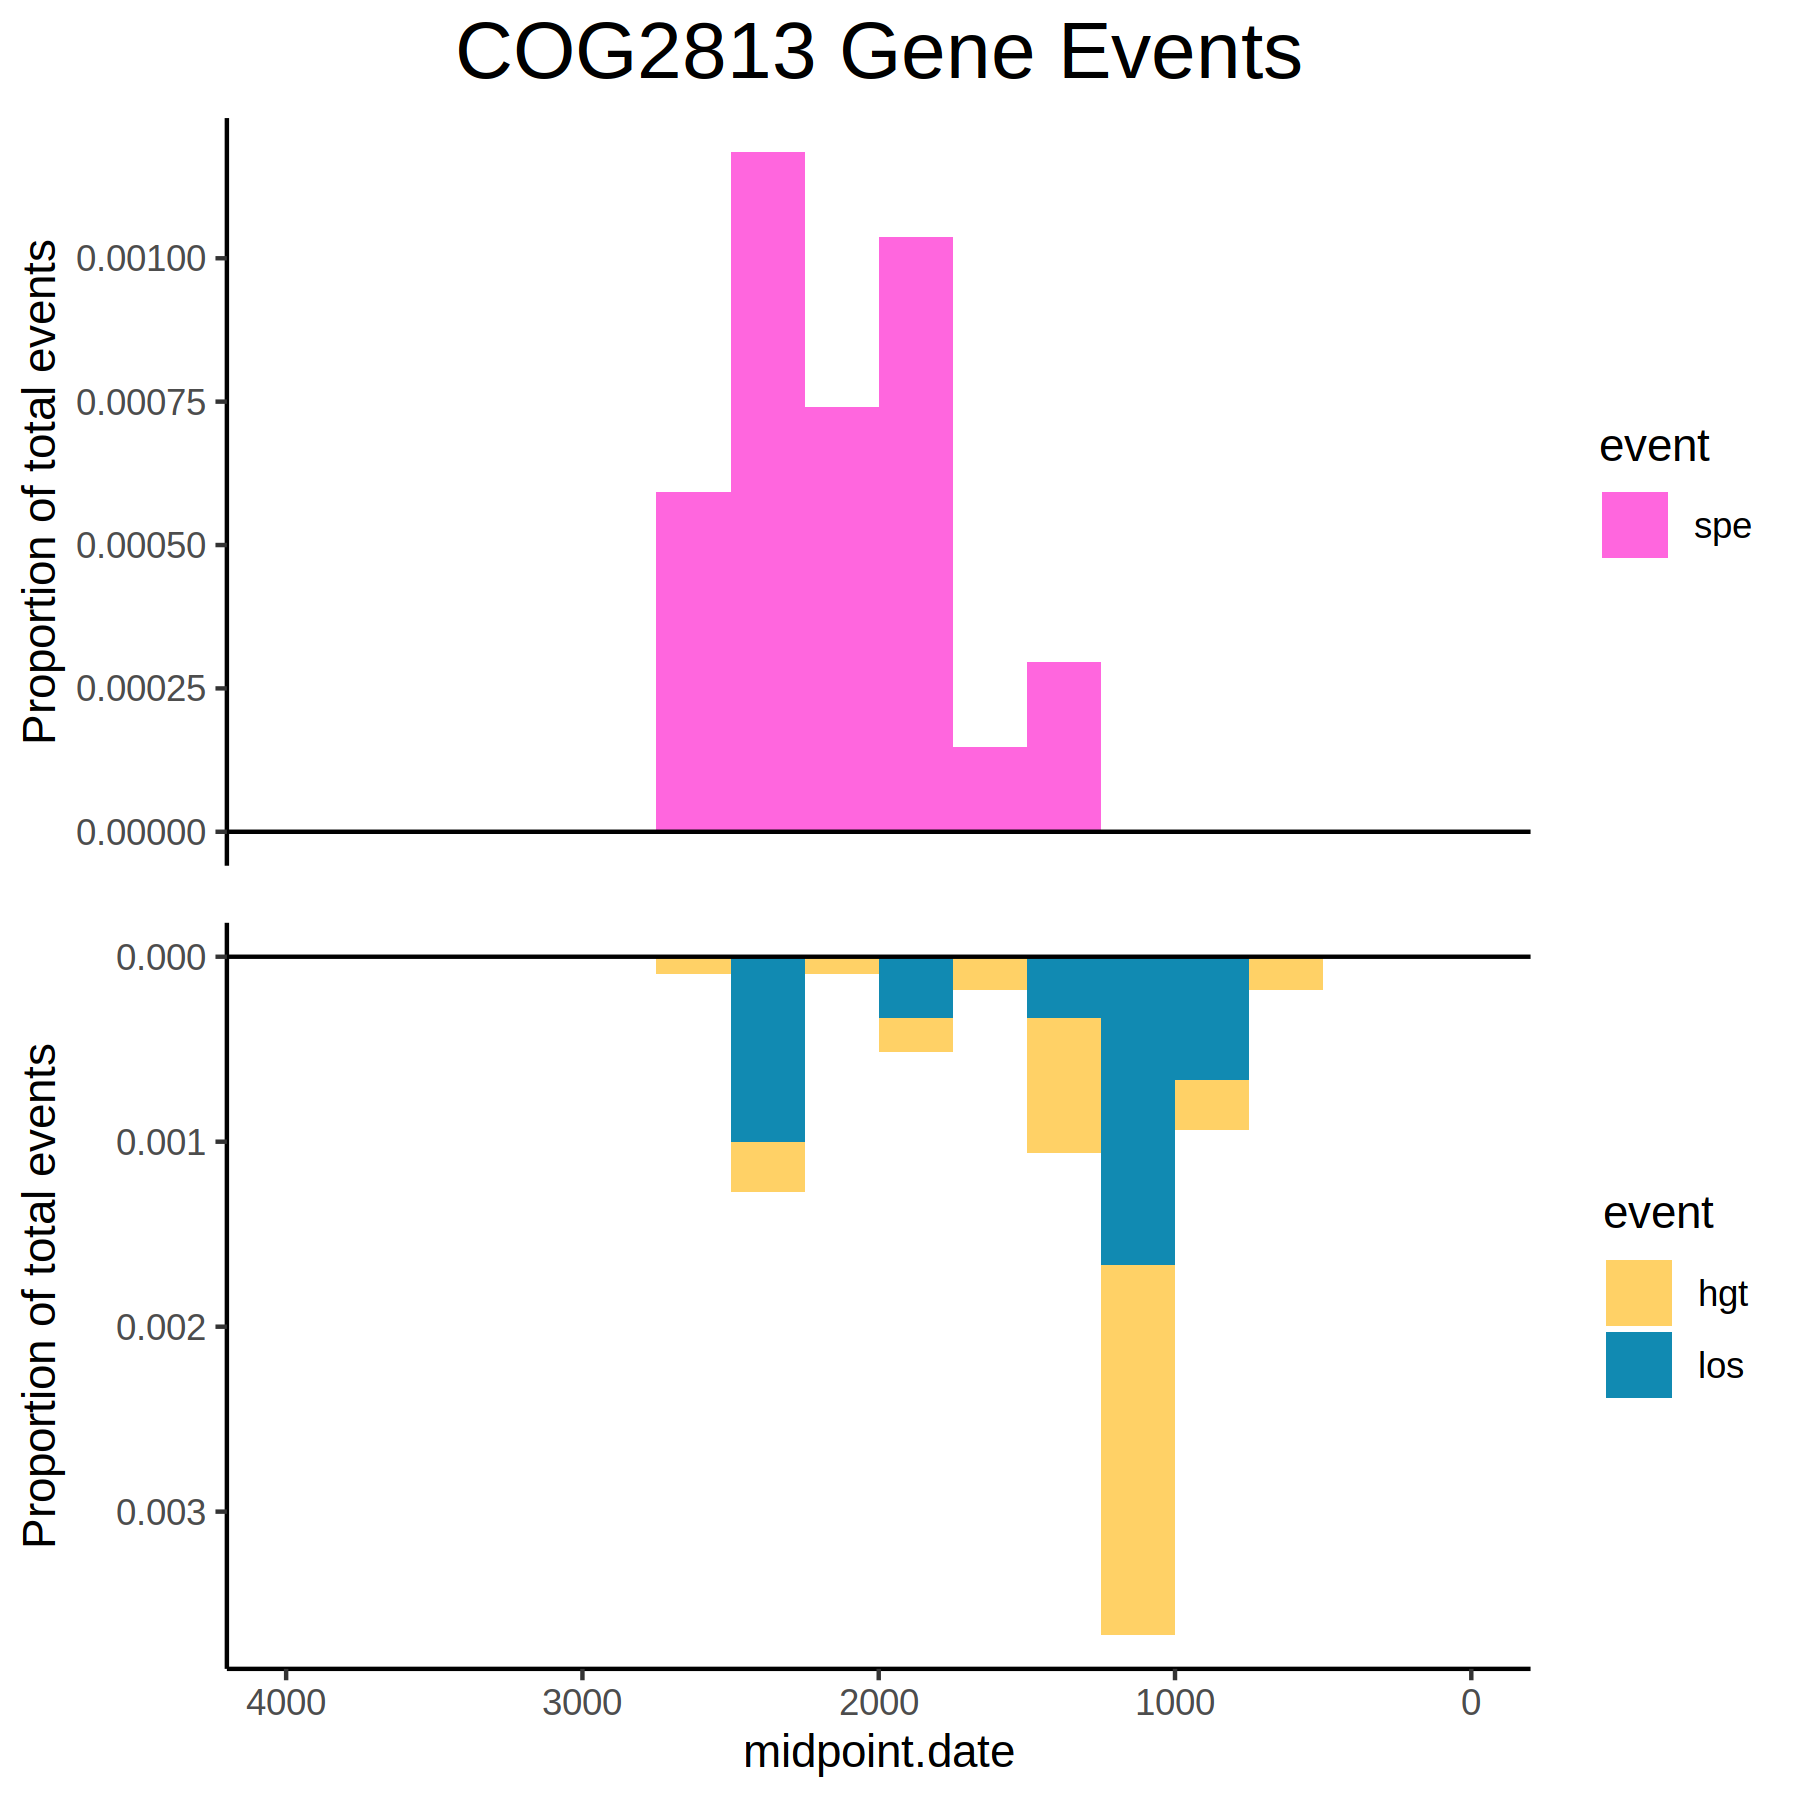 COG2813 Gene Events
Proportion of total events
0.00100
0.00075
0.00050
0.00025
0.00000
event
spe
Proportion of total events
0.000
0.001
0.002
0.003
event
hgt
los
4000 3000 2000 1000 0
midpoint.date